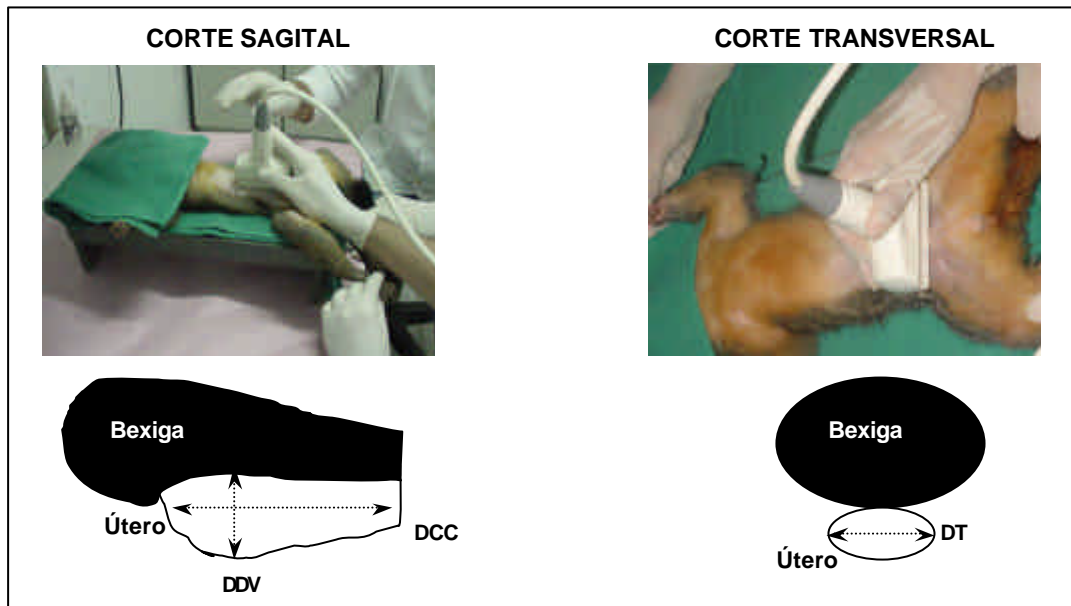 CORTE SAGITAL
CORTE TRANSVERSAL
Bexiga
Útero
DCC
DDV
Bexiga
DT
Útero